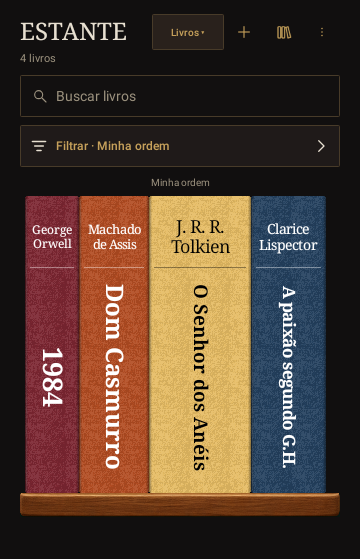 ESTANTE
Livros
4 livros
Buscar livros
Filtrar · Minha ordem
Minha ordem
George
Orwell
1984
Machado
de Assis
Dom Casmurro
J. R. R.
Tolkien
O Senhor dos Anéis
Clarice
Lispector
A paixão segundo G.H.